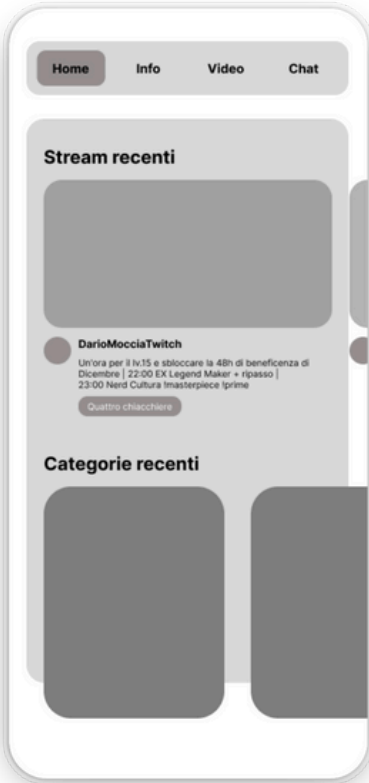 Home Info Video Chat
Stream recenti
DarioMocciaTwitch
Un'ora per il lv.15 e sbloccare la 48h di beneficenza di
Dicembre | 22:00 EX Legend Maker + ripasso |
23:00 Nerd Cultura !masterpiece !prime
Quattro chiacchiere
Categorie recenti